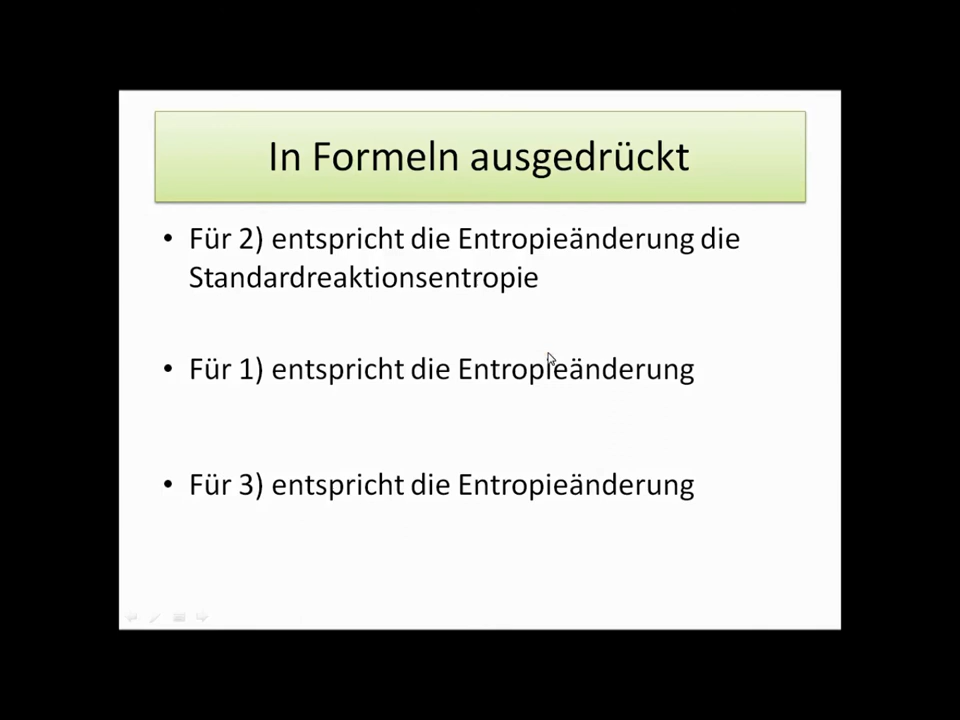 In Formeln ausgedrückt
• Für 2) entspricht die Entropieänderung die
Standardreaktionsentropie
• Für 1) entspricht die Entropieänderung
• Für 3) entspricht die Entropieänderung